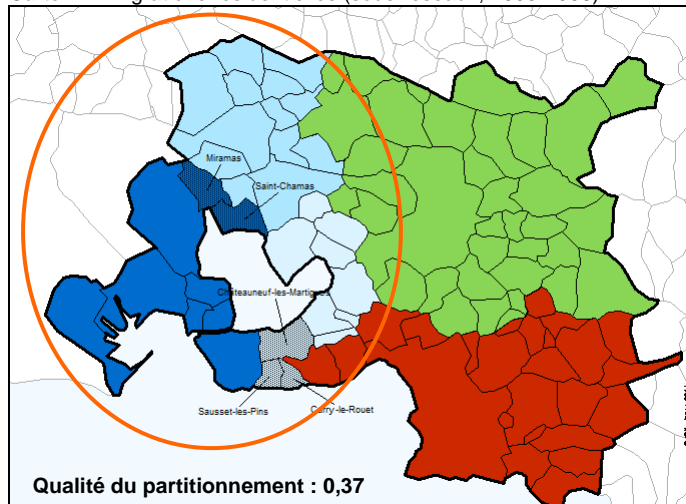 Miramas
Saint-Chamas
Châteauneuf-les-Martigues
Sausset-les-Pins
Carry-le-Rouet
Qualité du partitionnement : 0,37